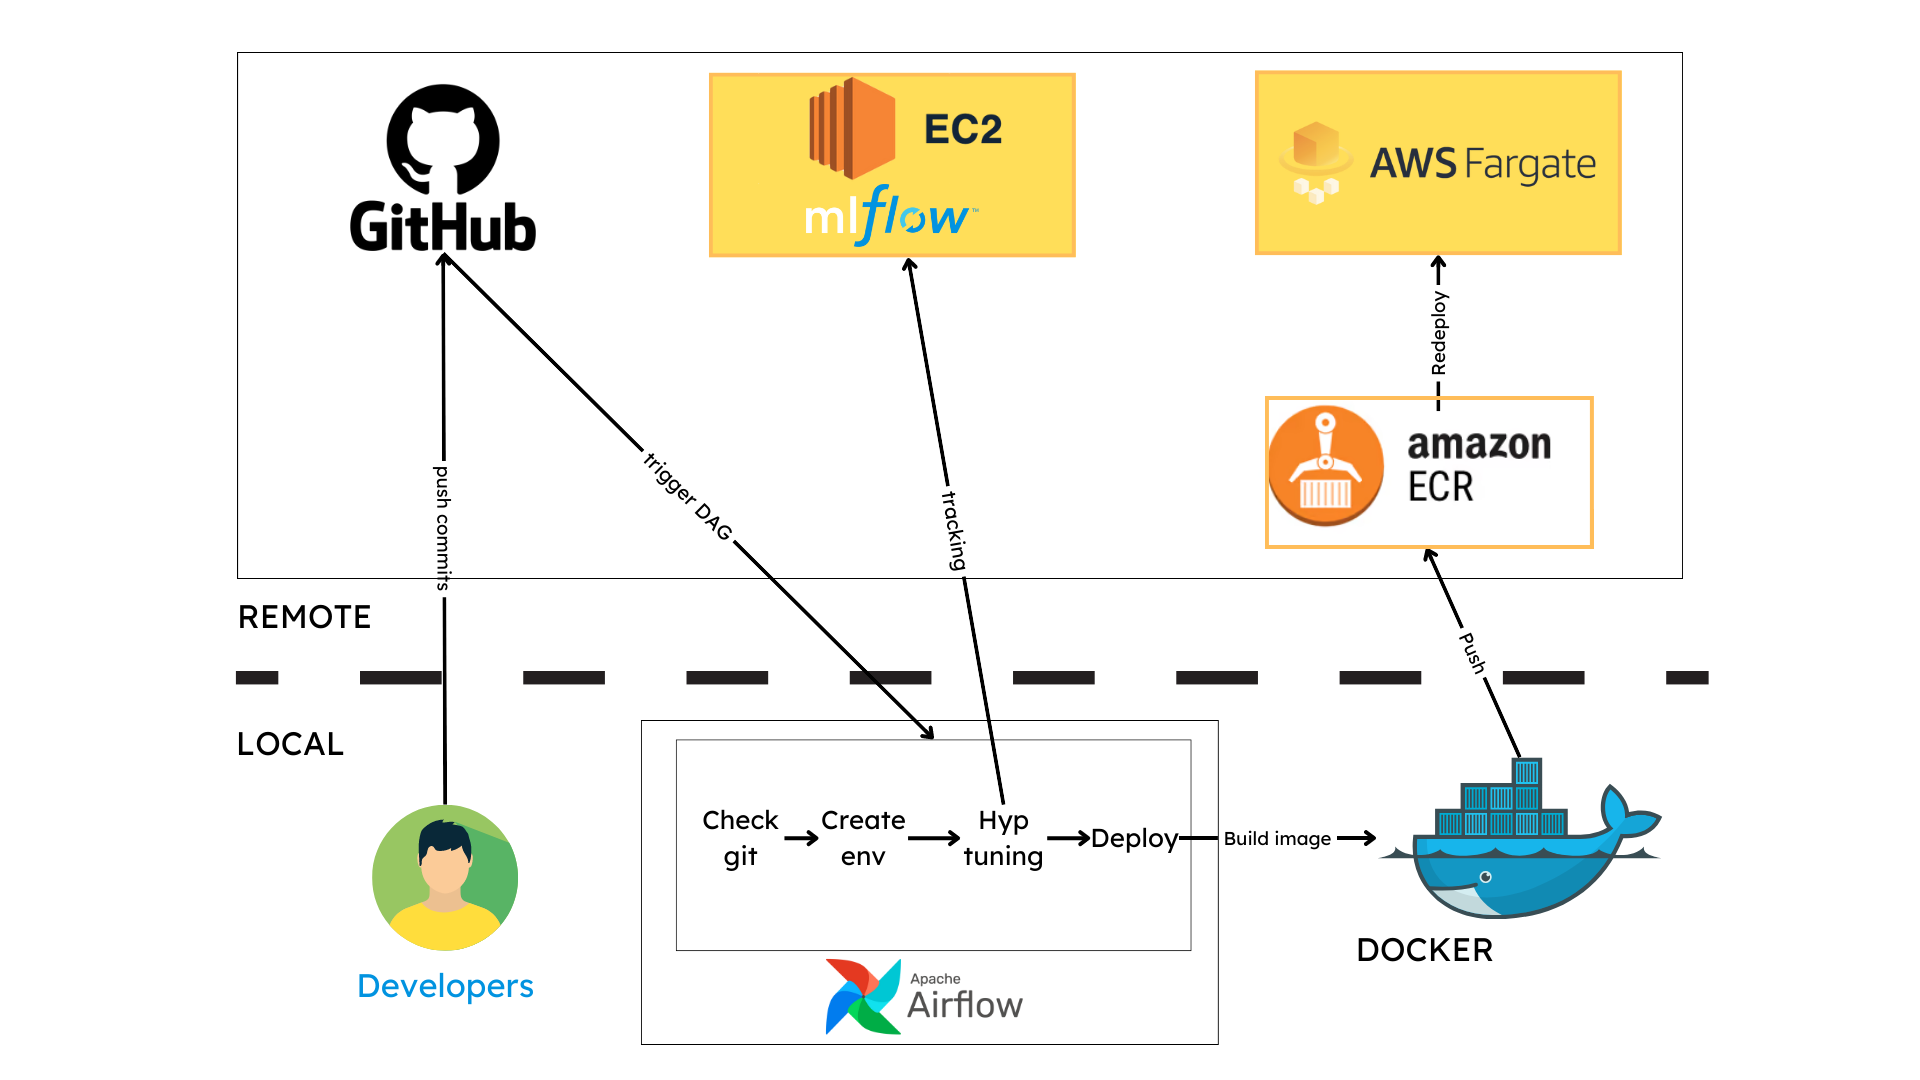 GitHub
EC2
mlflow™
AWS Fargate
Redeploy
amazon
ECR
push commits
trigger DAG
tracking
Push
REMOTE
LOCAL
Check
git
Create
env
Hyp
tuning
Deploy
Build image
DOCKER
Developers
Apache
Airflow